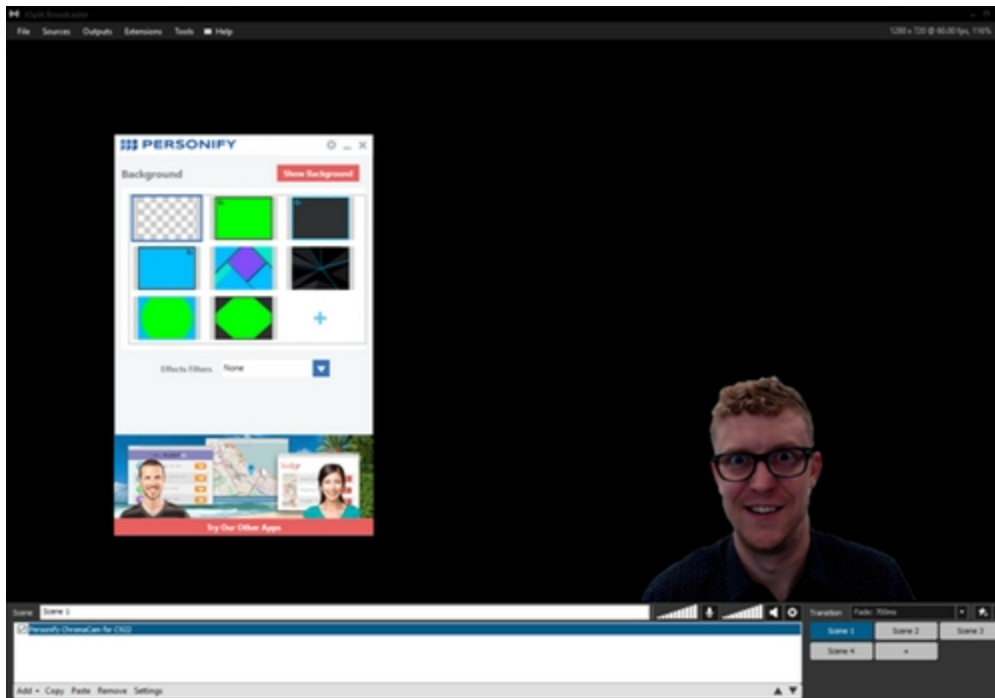 XSplit Broadcaster
File Sources Outputs Extensions Tools Help
1280 x 720 @ 60.00 fps, 116%
PERSONIFY
Background
Show Background
Effects Filters None
Try Our Other Apps
Scene Scene 1
Transition Fade: 700ms
Personify ChromaCam for C922
Scene 1 Scene 2 Scene 3
Scene 4 +
Add Copy Paste Remove Settings